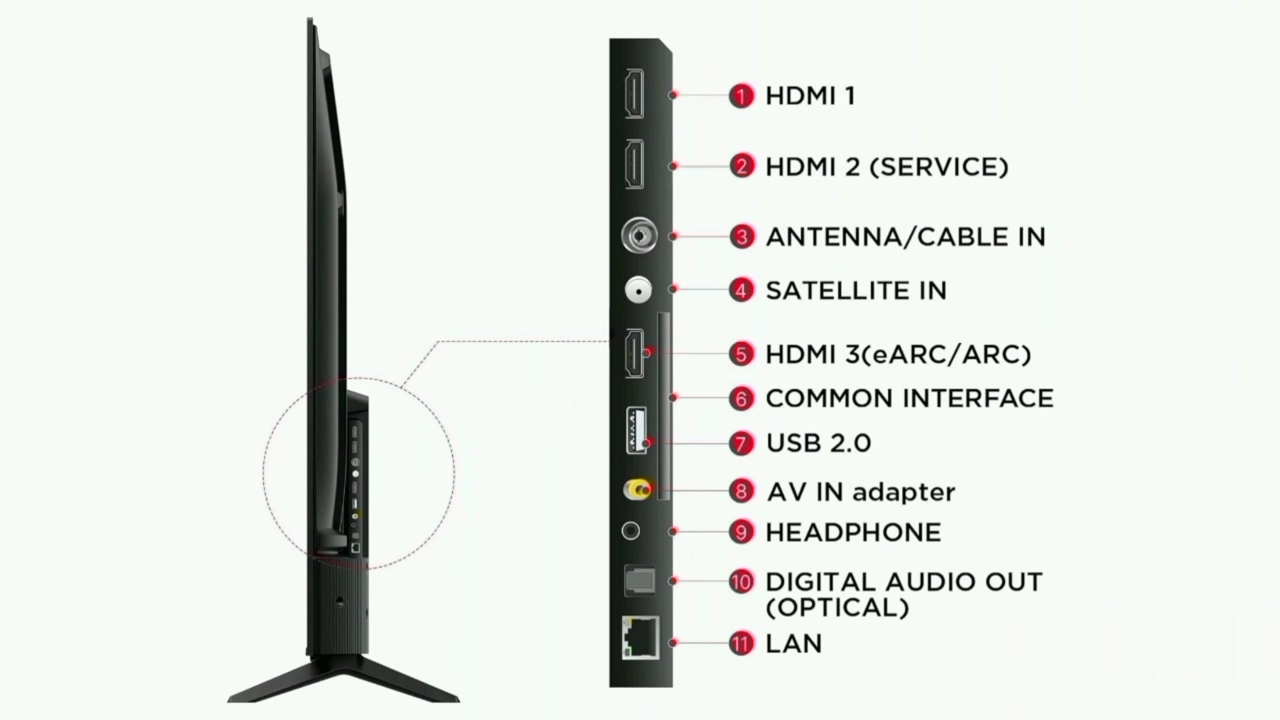 1 HDMI 1
2 HDMI 2 (SERVICE)
3 ANTENNA/CABLE IN
4 SATELLITE IN
5 HDMI 3(eARC/ARC)
6 COMMON INTERFACE
7 USB 2.0
8 AV IN adapter
9 HEADPHONE
10 DIGITAL AUDIO OUT
(OPTICAL)
11 LAN